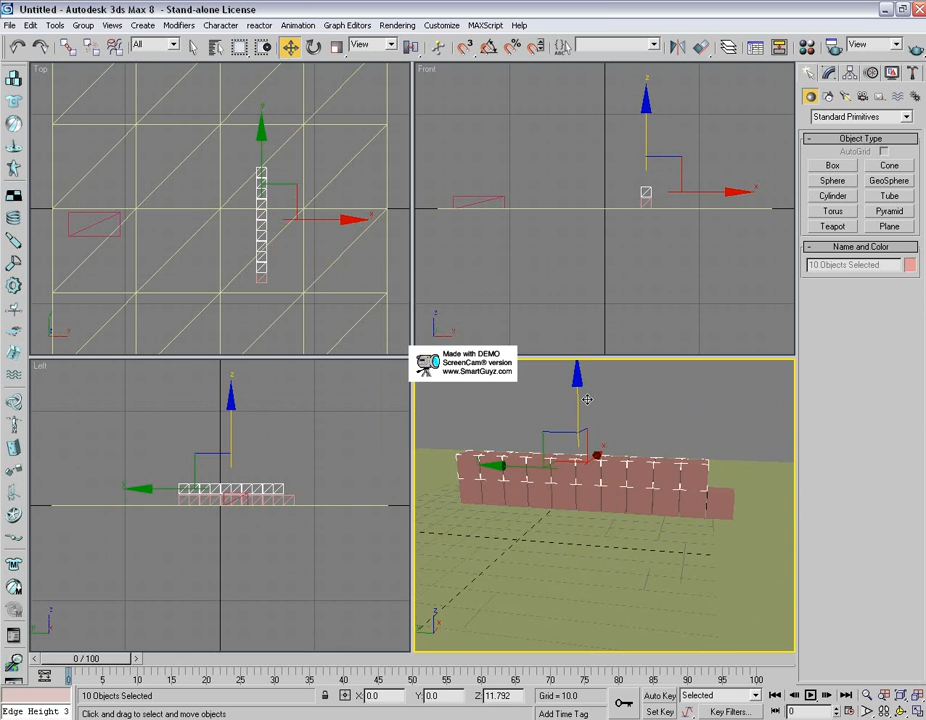 Untitled - Autodesk 3ds Max 8 - Stand-alone License
File Edit Tools Group Views Create Modifiers Character reactor Animation Graph Editors Rendering Customize MAXScript Help
All View View
Top Front
Standard Primitives
Object Type
AutoGrid
Box Cone
Sphere GeoSphere
Cylinder Tube
Torus Pyramid
Teapot Plane
Name and Color
10 Objects Selected
Made with DEMO
ScreenCam® version
www.SmartGuyz.com
Left
0 / 100
0 5 10 15 20 25 30 35 40 45 50 55 60 65 70 75 80 85 90 95 100
10 Objects Selected X: 0.0 Y: 0.0 Z: 11.792 Grid = 10.0 Auto Key Selected
Edge Height 3 Click and drag to select and move objects Add Time Tag Set Key Key Filters... 0